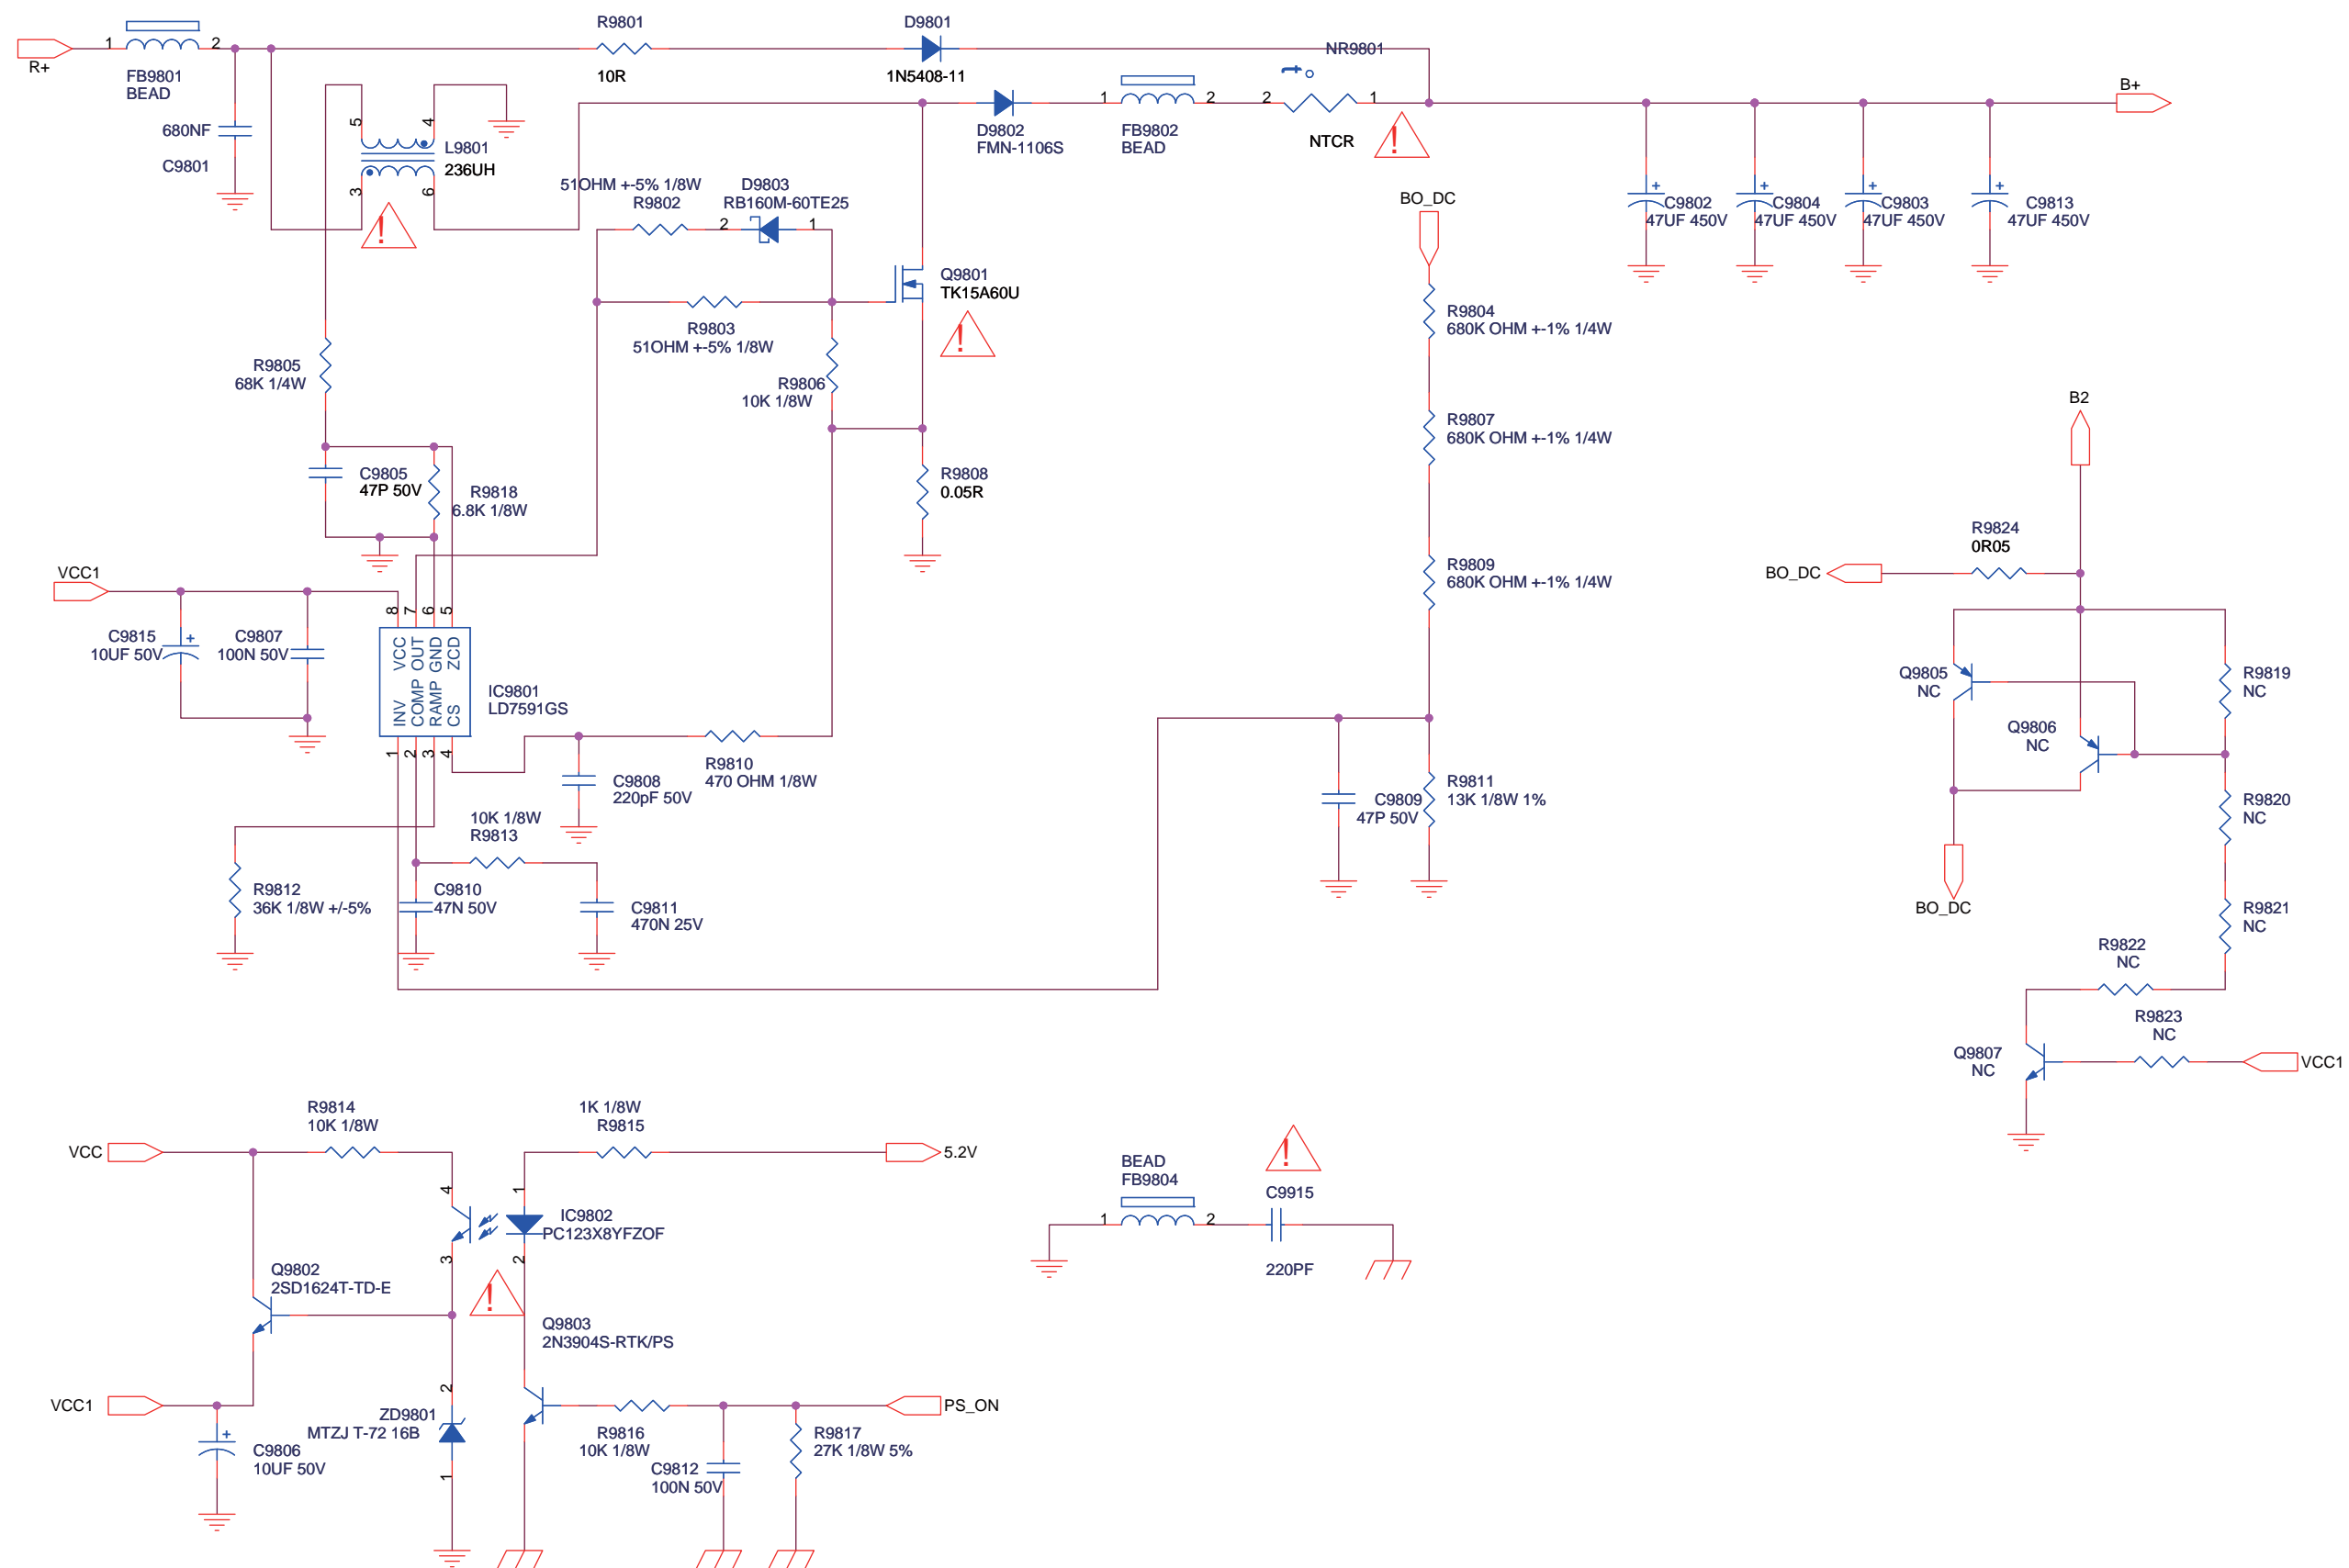 R+
1
2
FB9801
BEAD
680NF
C9801
R9801
10R
D9801
1N5408-11
NR9801
t°
D9802
FMN-1106S
1
2
FB9802
BEAD
2
1
NTCR
!
B+
5
4
L9801
236UH
3
6
!
51OHM +-5% 1/8W
R9802
D9803
RB160M-60TE25
2
1
R9803
51OHM +-5% 1/8W
Q9801
TK15A60U
!
R9806
10K 1/8W
R9805
68K 1/4W
C9805
47P 50V
R9818
6.8K 1/8W
R9808
0.05R
BO_DC
R9804
680K OHM +-1% 1/4W
R9807
680K OHM +-1% 1/4W
R9809
680K OHM +-1% 1/4W
+
C9802
47UF 450V
+
C9804
47UF 450V
+
C9803
47UF 450V
+
C9813
47UF 450V
VCC1
C9815
10UF 50V
+
C9807
100N 50V
8
7
6
5
VCC
OUT
GND
ZCD
INV
COMP
RAMP
CS
1
2
3
4
IC9801
LD7591GS
R9810
470 OHM 1/8W
C9808
220pF 50V
10K 1/8W
R9813
R9812
36K 1/8W +/-5%
C9810
47N 50V
C9811
470N 25V
C9809
47P 50V
R9811
13K 1/8W 1%
B2
R9824
0R05
BO_DC
Q9805
NC
Q9806
NC
R9819
NC
R9820
NC
BO_DC
R9821
NC
R9822
NC
R9823
NC
Q9807
NC
VCC1
R9814
10K 1/8W
VCC
1K 1/8W
R9815
5.2V
4
1
IC9802
PC123X8YFZOF
3
2
!
Q9802
2SD1624T-TD-E
Q9803
2N3904S-RTK/PS
VCC1
+
C9806
10UF 50V
2
ZD9801
MTZJ T-72 16B
1
R9816
10K 1/8W
C9812
100N 50V
R9817
27K 1/8W 5%
PS_ON
BEAD
FB9804
1
2
!
C9915
220PF